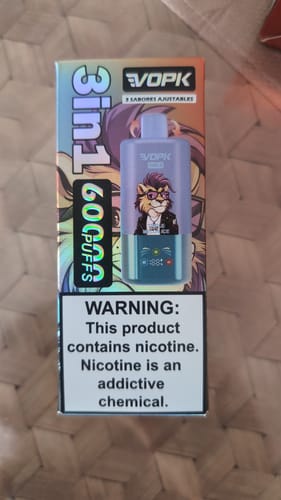 VOPK
3 SABORES AJUSTABLES
3in1
60000
PUFFS
VOPK
WARNING:
This product
contains nicotine.
Nicotine is an
addictive
chemical.